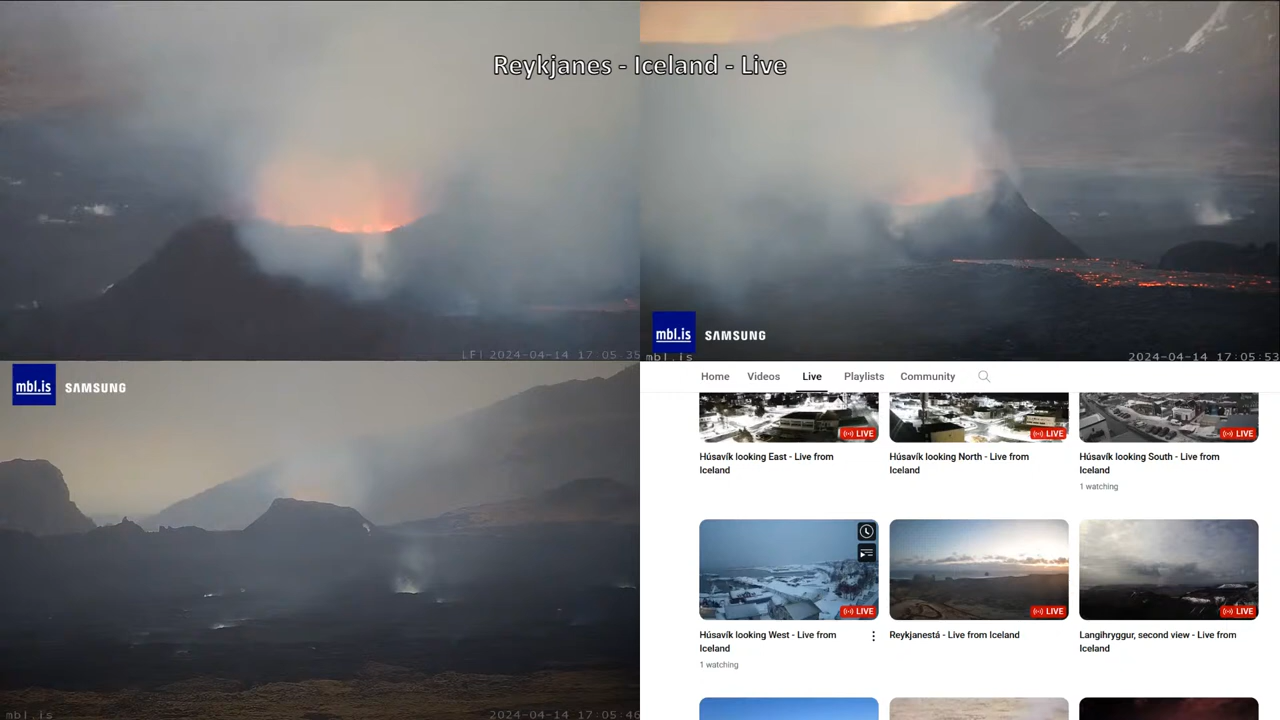 Reykjanes - Iceland - Live
LFI 2024-04-14 17:05:35
mbl.is SAMSUNG
mbl.is
2024-04-14 17:05:53
mbl.is SAMSUNG
mbl.is
2024-04-14 17:05:46
Home Videos Live Playlists Community
LIVE
LIVE
LIVE
Húsavík looking East - Live from
Iceland
Húsavík looking North - Live from
Iceland
Húsavík looking South - Live from
Iceland
1 watching
LIVE
LIVE
LIVE
Húsavík looking West - Live from
Iceland
1 watching
Reykjanestá - Live from Iceland
Langihryggur, second view - Live from
Iceland